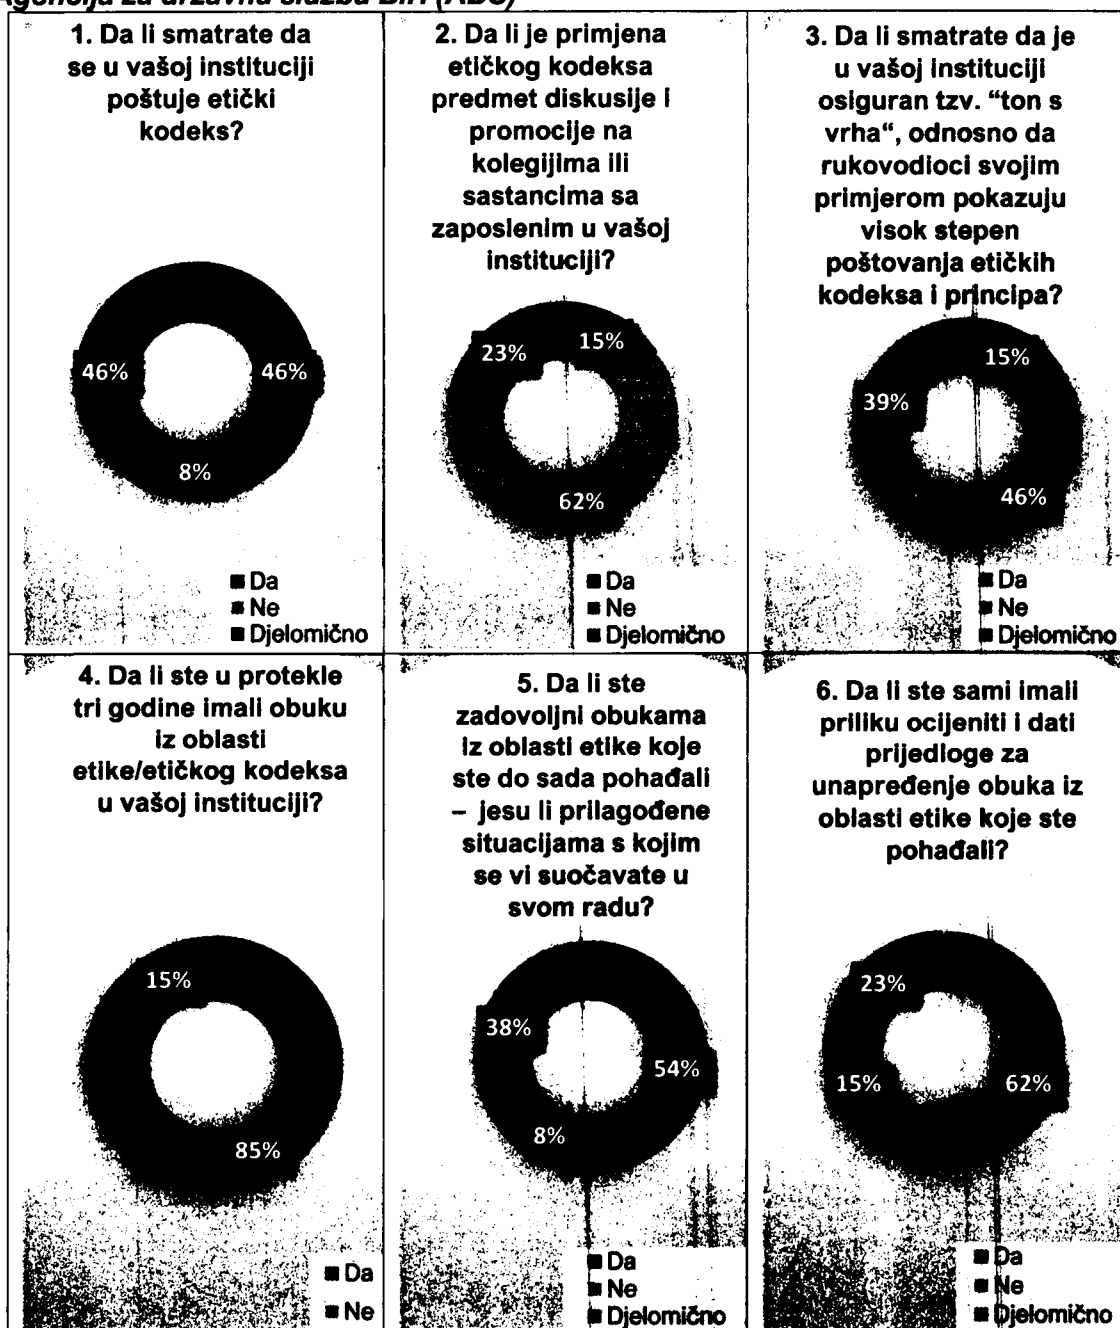 1. Da li smatrate da
se u vašoj instituciji
poštuje etički
kodeks?
46%
46%
8%
Da
Ne
Djelomično
2. Da li je primjena
etičkog kodeksa
predmet diskusije i
promocije na
kolegijima ili
sastancima sa
zaposlenim u vašoj
instituciji?
23%
15%
62%
Da
Ne
Djelomično
3. Da li smatrate da je
u vašoj instituciji
osiguran tzv. “ton s
vrha“, odnosno da
rukovodioci svojim
primjerom pokazuju
visok stepen
poštovanja etičkih
kodeksa i principa?
15%
39%
46%
Da
Ne
Djelomično
4. Da li ste u protekle
tri godine imali obuku
iz oblasti
etike/etičkog kodeksa
u vašoj instituciji?
15%
85%
Da
Ne
5. Da li ste
zadovoljni obukama
iz oblasti etike koje
ste do sada pohađali
– jesu li prilagođene
situacijama s kojim
se vi suočavate u
svom radu?
38%
54%
8%
Da
Ne
Djelomično
6. Da li ste sami imali
priliku ocijeniti i dati
prijedloge za
unapređenje obuka iz
oblasti etike koje ste
pohađali?
23%
15%
62%
Da
Ne
Djelomično